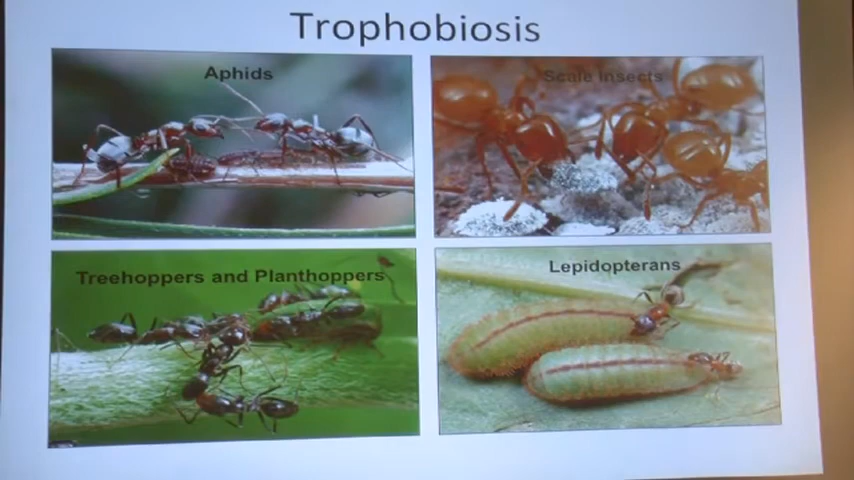 Trophobiosis
Aphids
Scale Insects
Treehoppers and Planthoppers
Lepidopterans